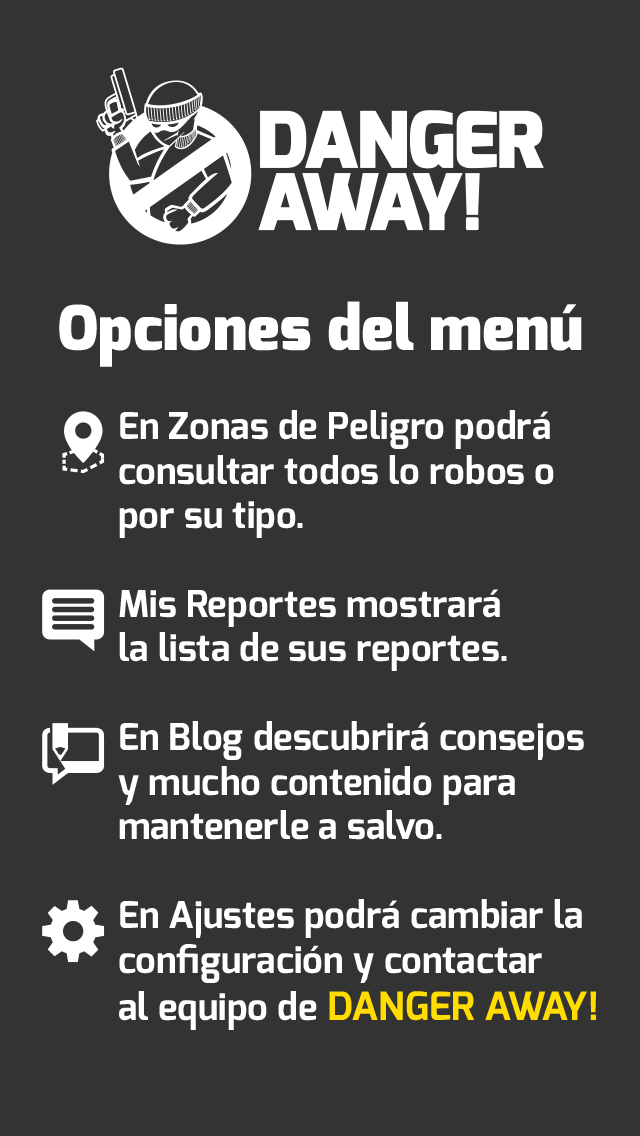 DANGER
AWAY!
Opciones del menú
En Zonas de Peligro podrá
consultar todos lo robos o
por su tipo.
Mis Reportes mostrará
la lista de sus reportes.
En Blog descubrirá consejos
y mucho contenido para
mantenerle a salvo.
En Ajustes podrá cambiar la
configuración y contactar
al equipo de DANGER AWAY!